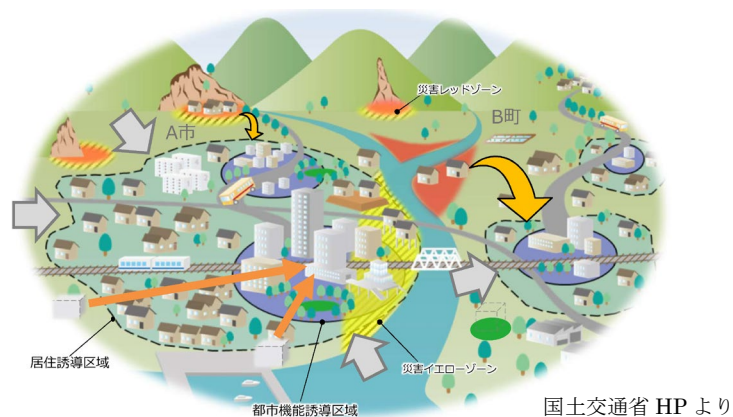 災害レッドゾーン
A市
B町
居住誘導区域
災害イエローゾーン
都市機能誘導区域
国土交通省 HP より